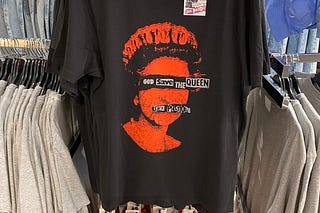 GOD SAVE THE QUEEN
SEX PISTOLS